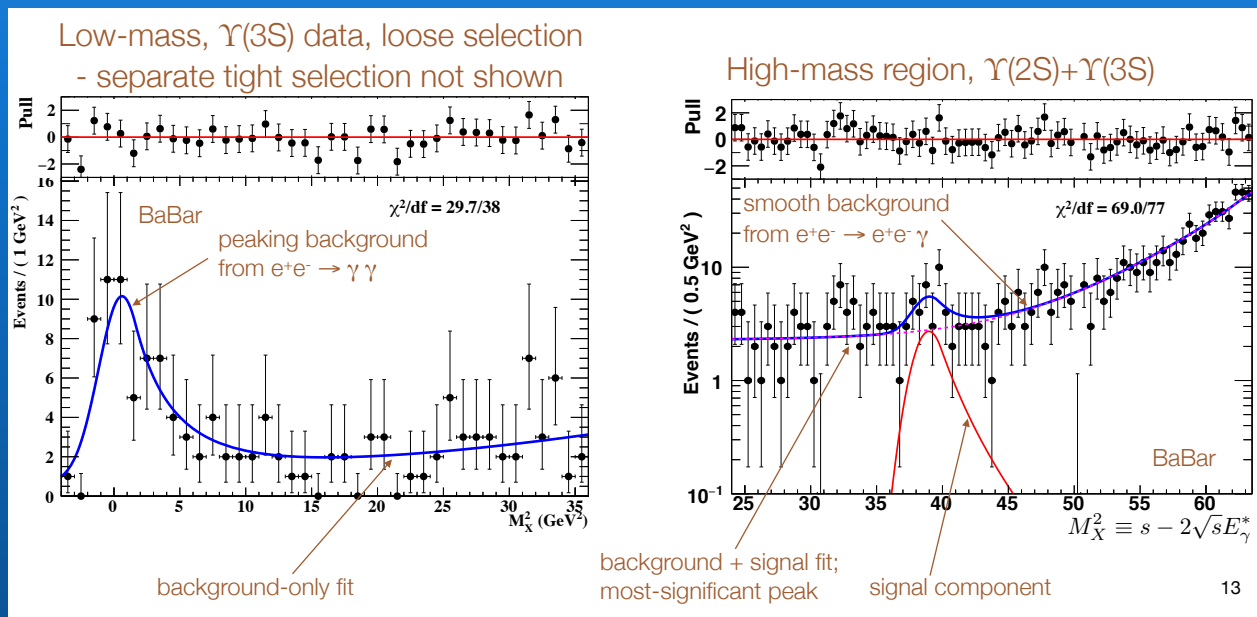 Low-mass, ϒ(3S) data, loose selection
- separate tight selection not shown
Pull
2
0
−2
Events / ( 1 GeV²)
16
14
12
10
8
6
4
2
0
χ²/df = 29.7/38
BaBar
peaking background
from e⁺e⁻ → γ γ
0 5 10 15 20 25 30 35
M²_X (GeV²)
background-only fit
High-mass region, ϒ(2S)+ϒ(3S)
Pull
2
0
−2
Events / ( 0.5 GeV²)
10
1
10⁻¹
smooth background
from e⁺e⁻ → e⁺e⁻ γ
χ²/df = 69.0/77
BaBar
25 30 35 40 45 50 55 60
M²_X ≡ s − 2√sE*_γ
background + signal fit;
most-significant peak
signal component
13